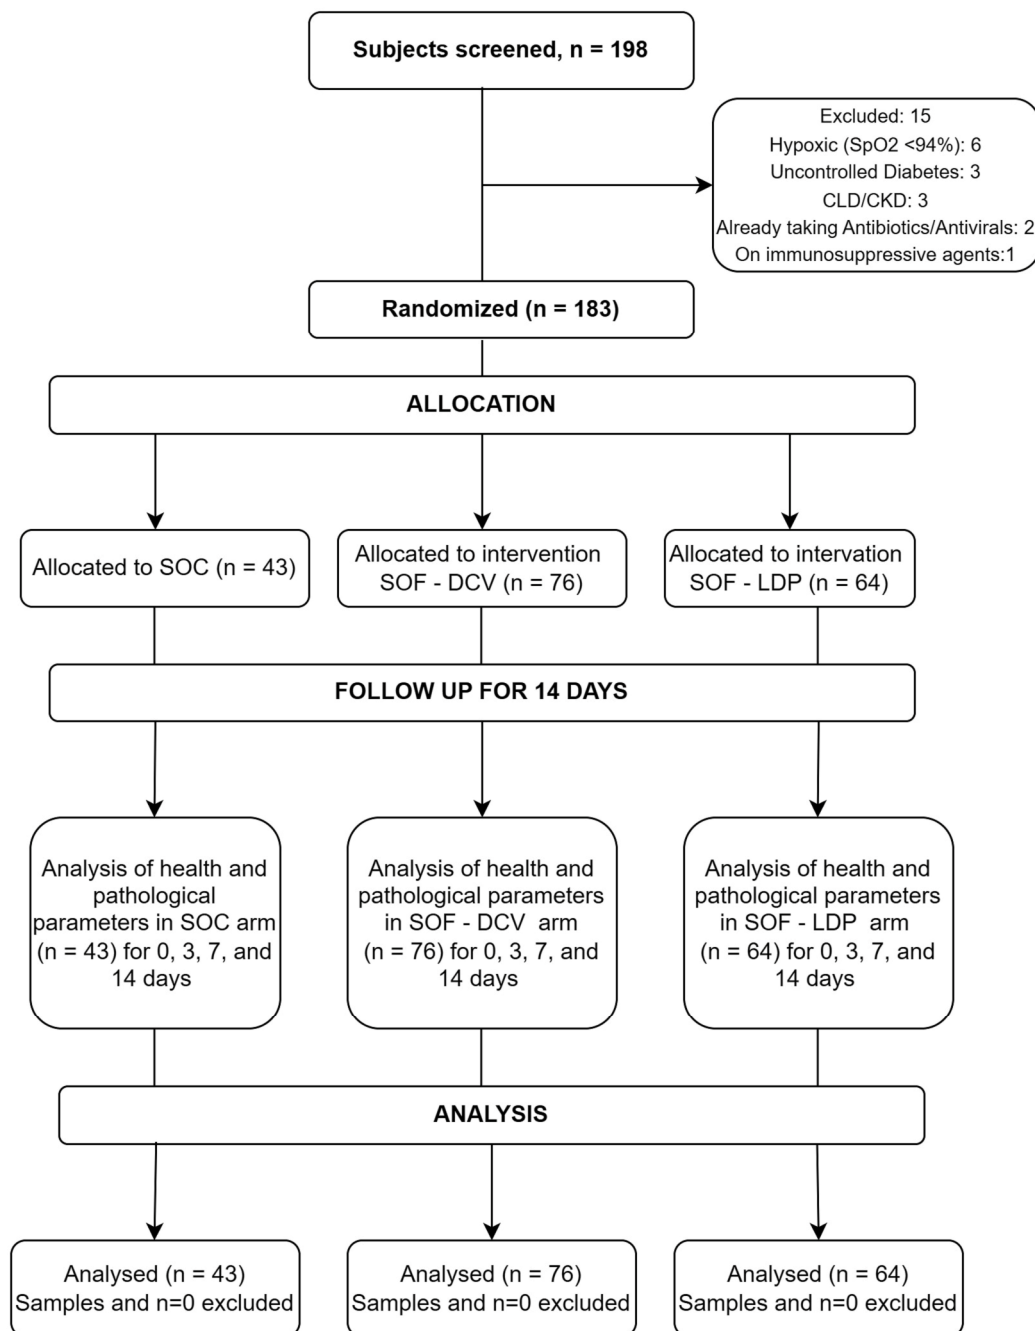 Subjects screened, n = 198
Excluded: 15
Hypoxic (SpO2 <94%): 6
Uncontrolled Diabetes: 3
CLD/CKD: 3
Already taking Antibiotics/Antivirals: 2
On immunosuppressive agents:1
Randomized (n = 183)
ALLOCATION
Allocated to SOC (n = 43)
Allocated to intervention
SOF - DCV (n = 76)
Allocated to intervation
SOF - LDP (n = 64)
FOLLOW UP FOR 14 DAYS
Analysis of health and
pathological
parameters in SOC arm
(n = 43) for 0, 3, 7, and
14 days
Analysis of health and
pathological parameters
in SOF - DCV arm
(n = 76) for 0, 3, 7, and
14 days
Analysis of health and
pathological parameters
in SOF - LDP arm
(n = 64) for 0, 3, 7, and
14 days
ANALYSIS
Analysed (n = 43)
Samples and n=0 excluded
Analysed (n = 76)
Samples and n=0 excluded
Analysed (n = 64)
Samples and n=0 excluded